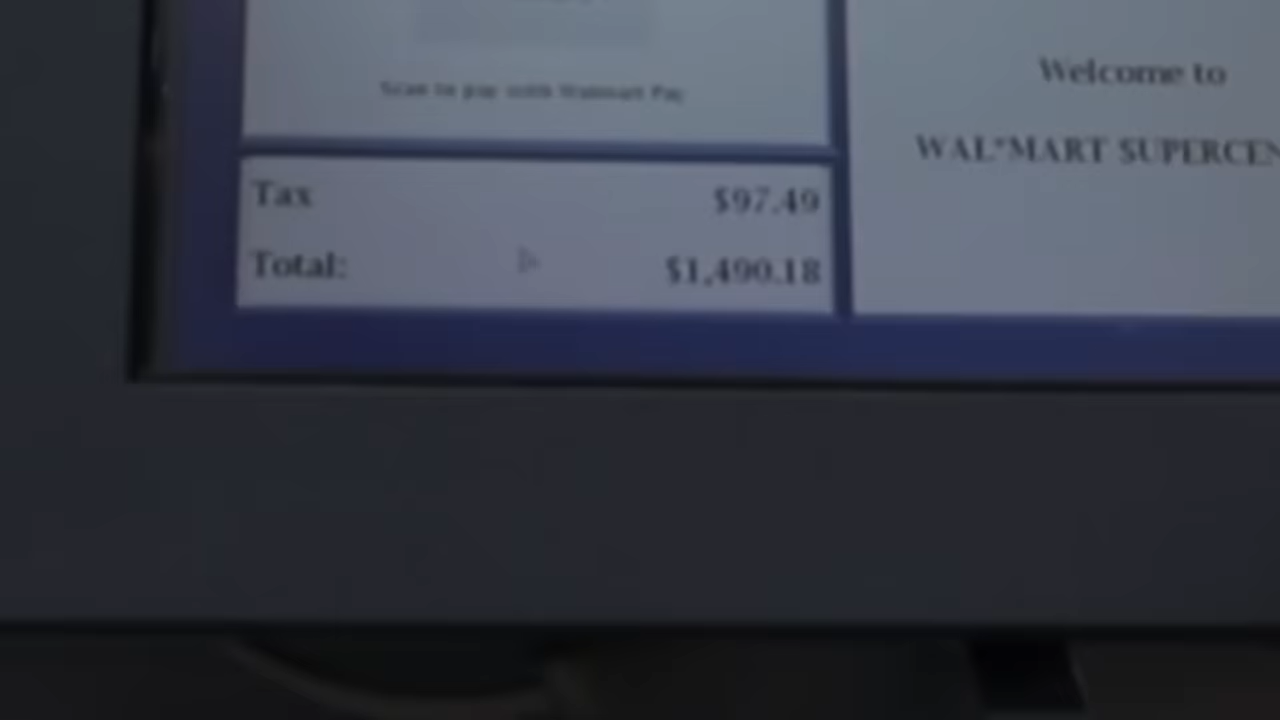 Scan to pay with Walmart Pay
Tax $97.49
Total: $1,490.18
Welcome to
WAL*MART SUPERCEN